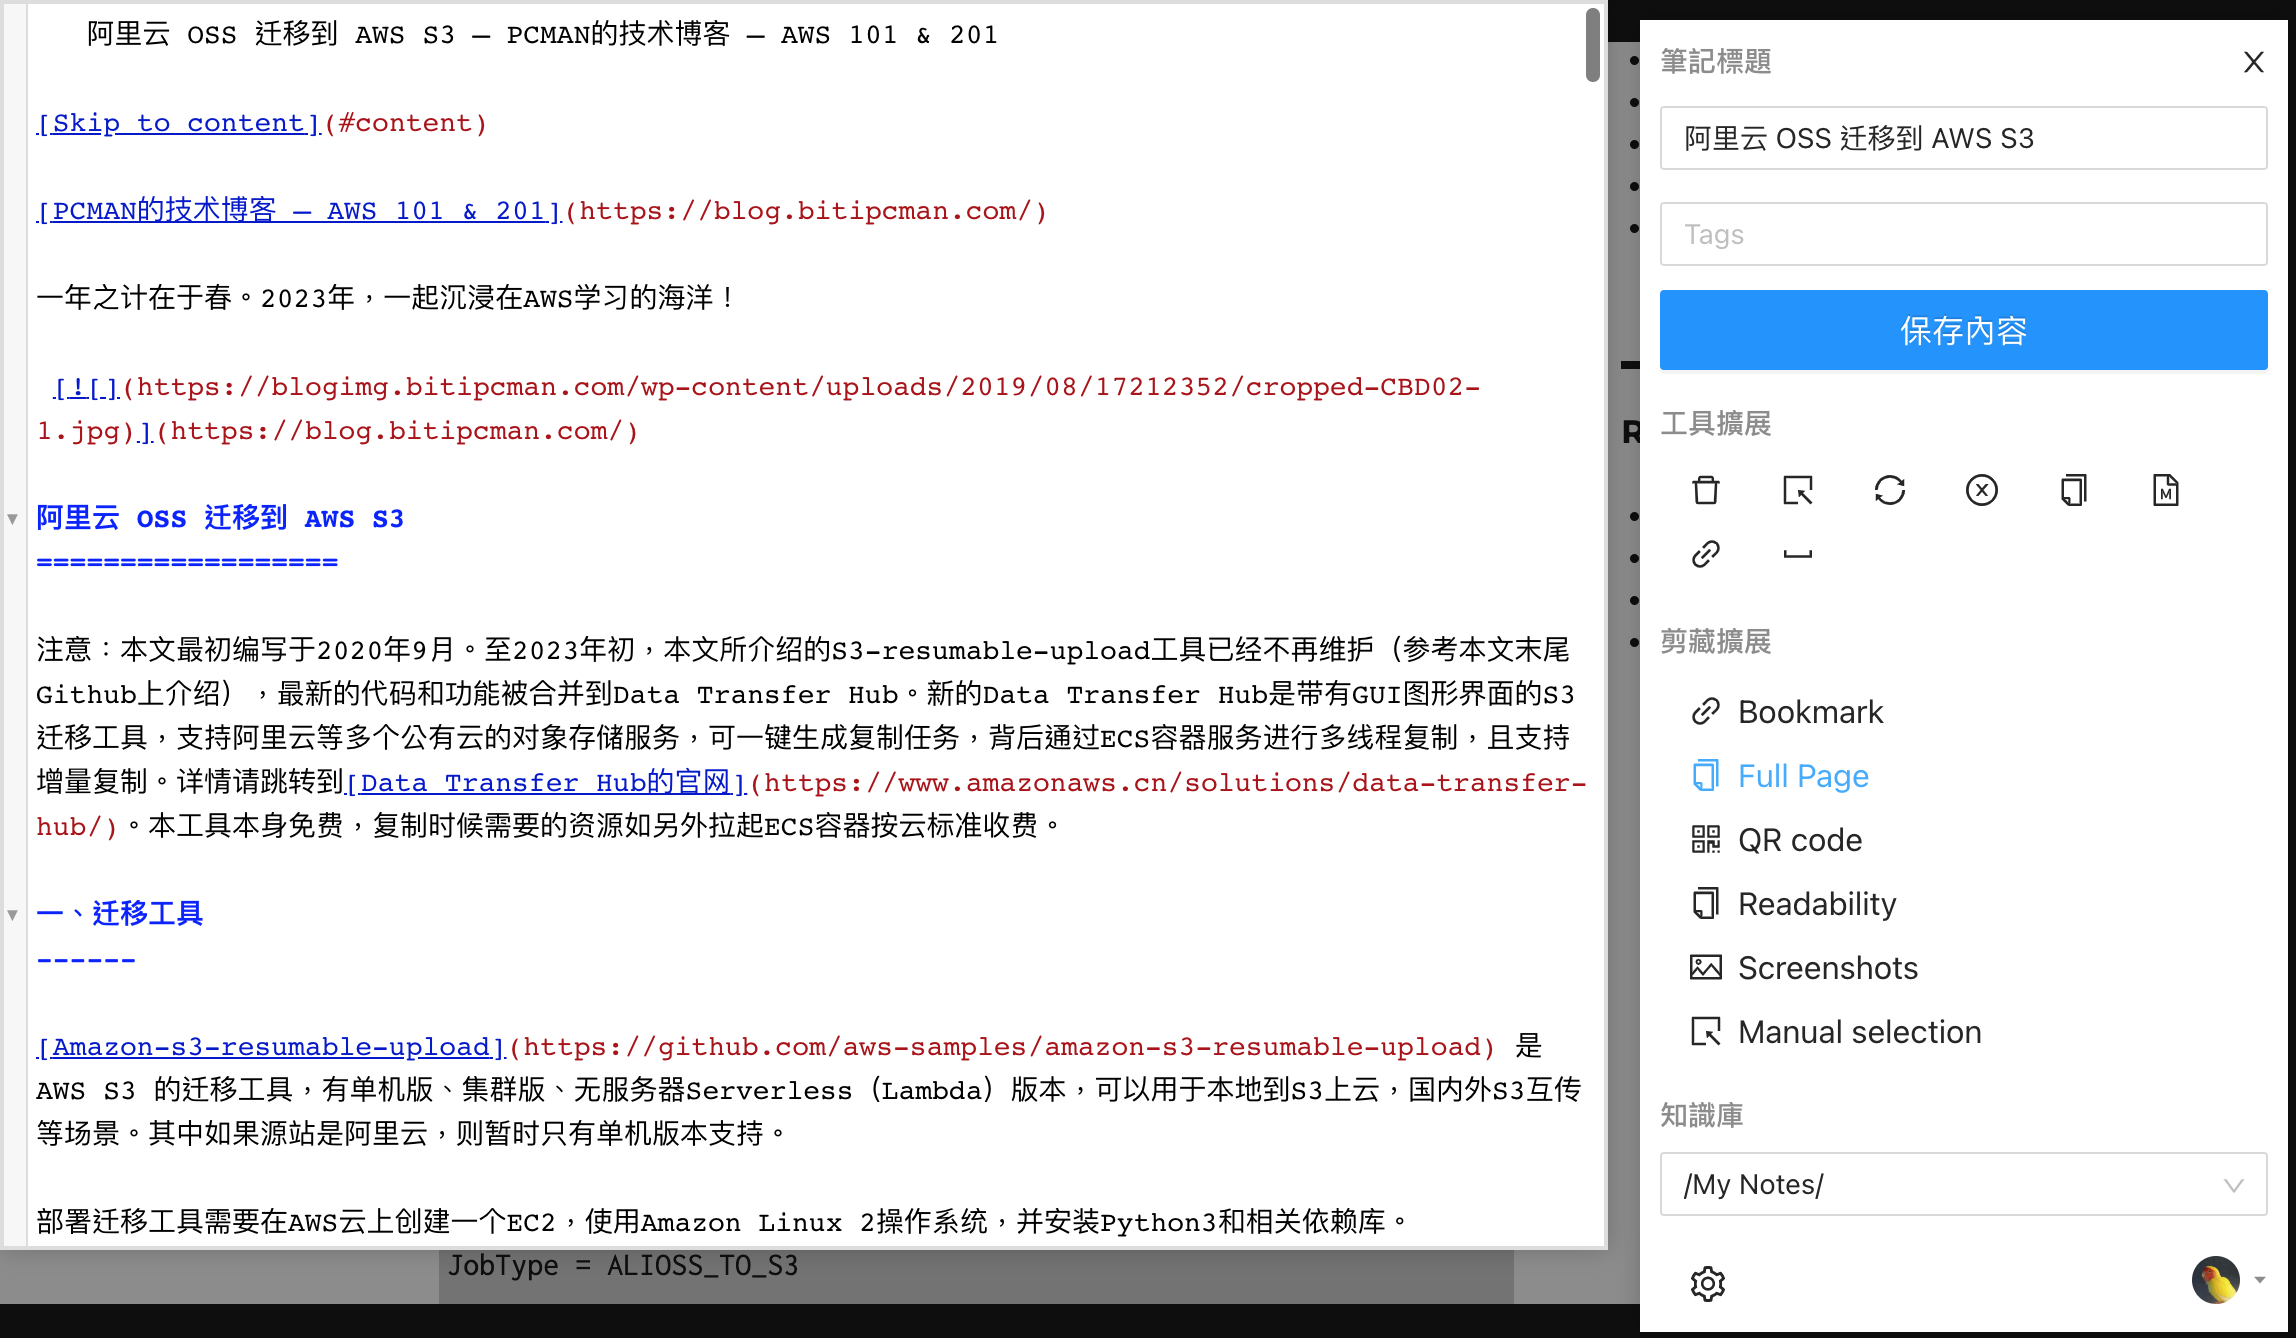 阿里云 OSS 迁移到 AWS S3 – PCMAN的技术博客 – AWS 101 & 201
[Skip to content](#content)
[PCMAN的技术博客 – AWS 101 & 201](https://blog.bitipcman.com/)
一年之计在于春。2023年，一起沉浸在AWS学习的海洋！
[![](https://blogimg.bitipcman.com/wp-content/uploads/2019/08/17212352/cropped-CBD02-
1.jpg)](https://blog.bitipcman.com/)
阿里云 OSS 迁移到 AWS S3
==================
注意：本文最初编写于2020年9月。至2023年初，本文所介绍的S3-resumable-upload工具已经不再维护（参考本文末尾
Github上介绍），最新的代码和功能被合并到Data Transfer Hub。新的Data Transfer Hub是带有GUI图形界面的S3
迁移工具，支持阿里云等多个公有云的对象存储服务，可一键生成复制任务，背后通过ECS容器服务进行多线程复制，且支持
增量复制。详情请跳转到[Data Transfer Hub的官网](https://www.amazonaws.cn/solutions/data-transfer-
hub/)。本工具本身免费，复制时候需要的资源如另外拉起ECS容器按云标准收费。
一、迁移工具
------
[Amazon-s3-resumable-upload](https://github.com/aws-samples/amazon-s3-resumable-upload) 是
AWS S3 的迁移工具，有单机版、集群版、无服务器Serverless（Lambda）版本，可以用于本地到S3上云，国内外S3互传
等场景。其中如果源站是阿里云，则暂时只有单机版本支持。
部署迁移工具需要在AWS云上创建一个EC2，使用Amazon Linux 2操作系统，并安装Python3和相关依赖库。
JobType = ALIOSS_TO_S3
R
筆記標題
X
阿里云 OSS 迁移到 AWS S3
Tags
保存內容
工具擴展
剪藏擴展
Bookmark
Full Page
QR code
Readability
Screenshots
Manual selection
知識庫
/My Notes/